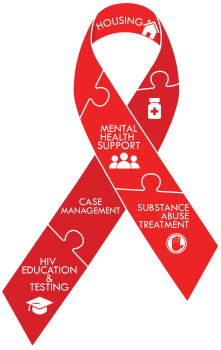 HOUSING
MENTAL
HEALTH
SUPPORT
CASE
MANAGEMENT
SUBSTANCE
ABUSE
TREATMENT
HIV
EDUCATION
&
TESTING